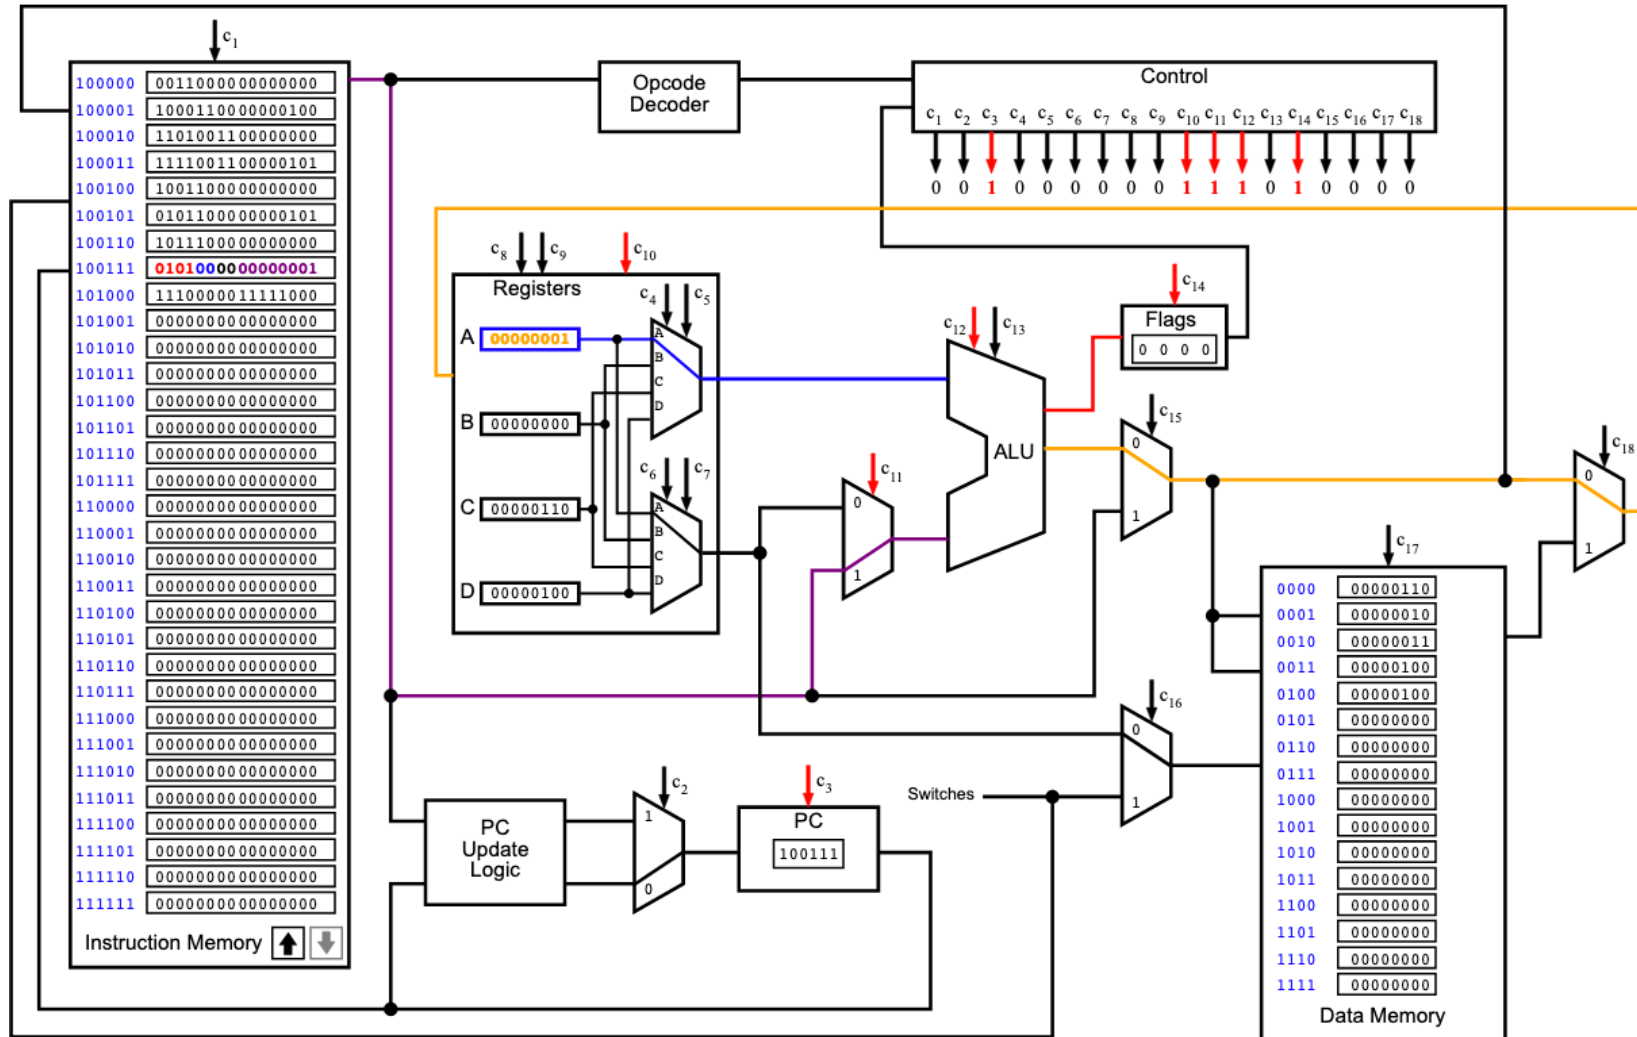 c1
100000 0011000000000000
100001 1000110000000100
100010 1101001100000000
100011 1111001100000101
100100 1001100000000000
100101 0101100000000101
100110 1011100000000000
100111 0101000000000001
101000 1110000011111000
101001 0000000000000000
101010 0000000000000000
101011 0000000000000000
101100 0000000000000000
101101 0000000000000000
101110 0000000000000000
101111 0000000000000000
110000 0000000000000000
110001 0000000000000000
110010 0000000000000000
110011 0000000000000000
110100 0000000000000000
110101 0000000000000000
110110 0000000000000000
110111 0000000000000000
111000 0000000000000000
111001 0000000000000000
111010 0000000000000000
111011 0000000000000000
111100 0000000000000000
111101 0000000000000000
111110 0000000000000000
111111 0000000000000000
Instruction Memory
Opcode
Decoder
Control
c1 c2 c3 c4 c5 c6 c7 c8 c9 c10 c11 c12 c13 c14 c15 c16 c17 c18
0 0 1 0 0 0 0 0 0 1 1 1 0 1 0 0 0 0
c8 c9 c10
Registers
c4 c5
A 00000001
B 00000000
C 00000110
D 00000100
A
B
C
D
c6 c7
A
B
C
D
c11
0
1
c12 c13
ALU
c14
Flags
0 0 0 0
c15
0
1
c18
0
1
c16
0
1
Switches
PC
Update
Logic
c2
1
0
c3
PC
100111
c17
0000 00000110
0001 00000010
0010 00000011
0011 00000100
0100 00000100
0101 00000000
0110 00000000
0111 00000000
1000 00000000
1001 00000000
1010 00000000
1011 00000000
1100 00000000
1101 00000000
1110 00000000
1111 00000000
Data Memory